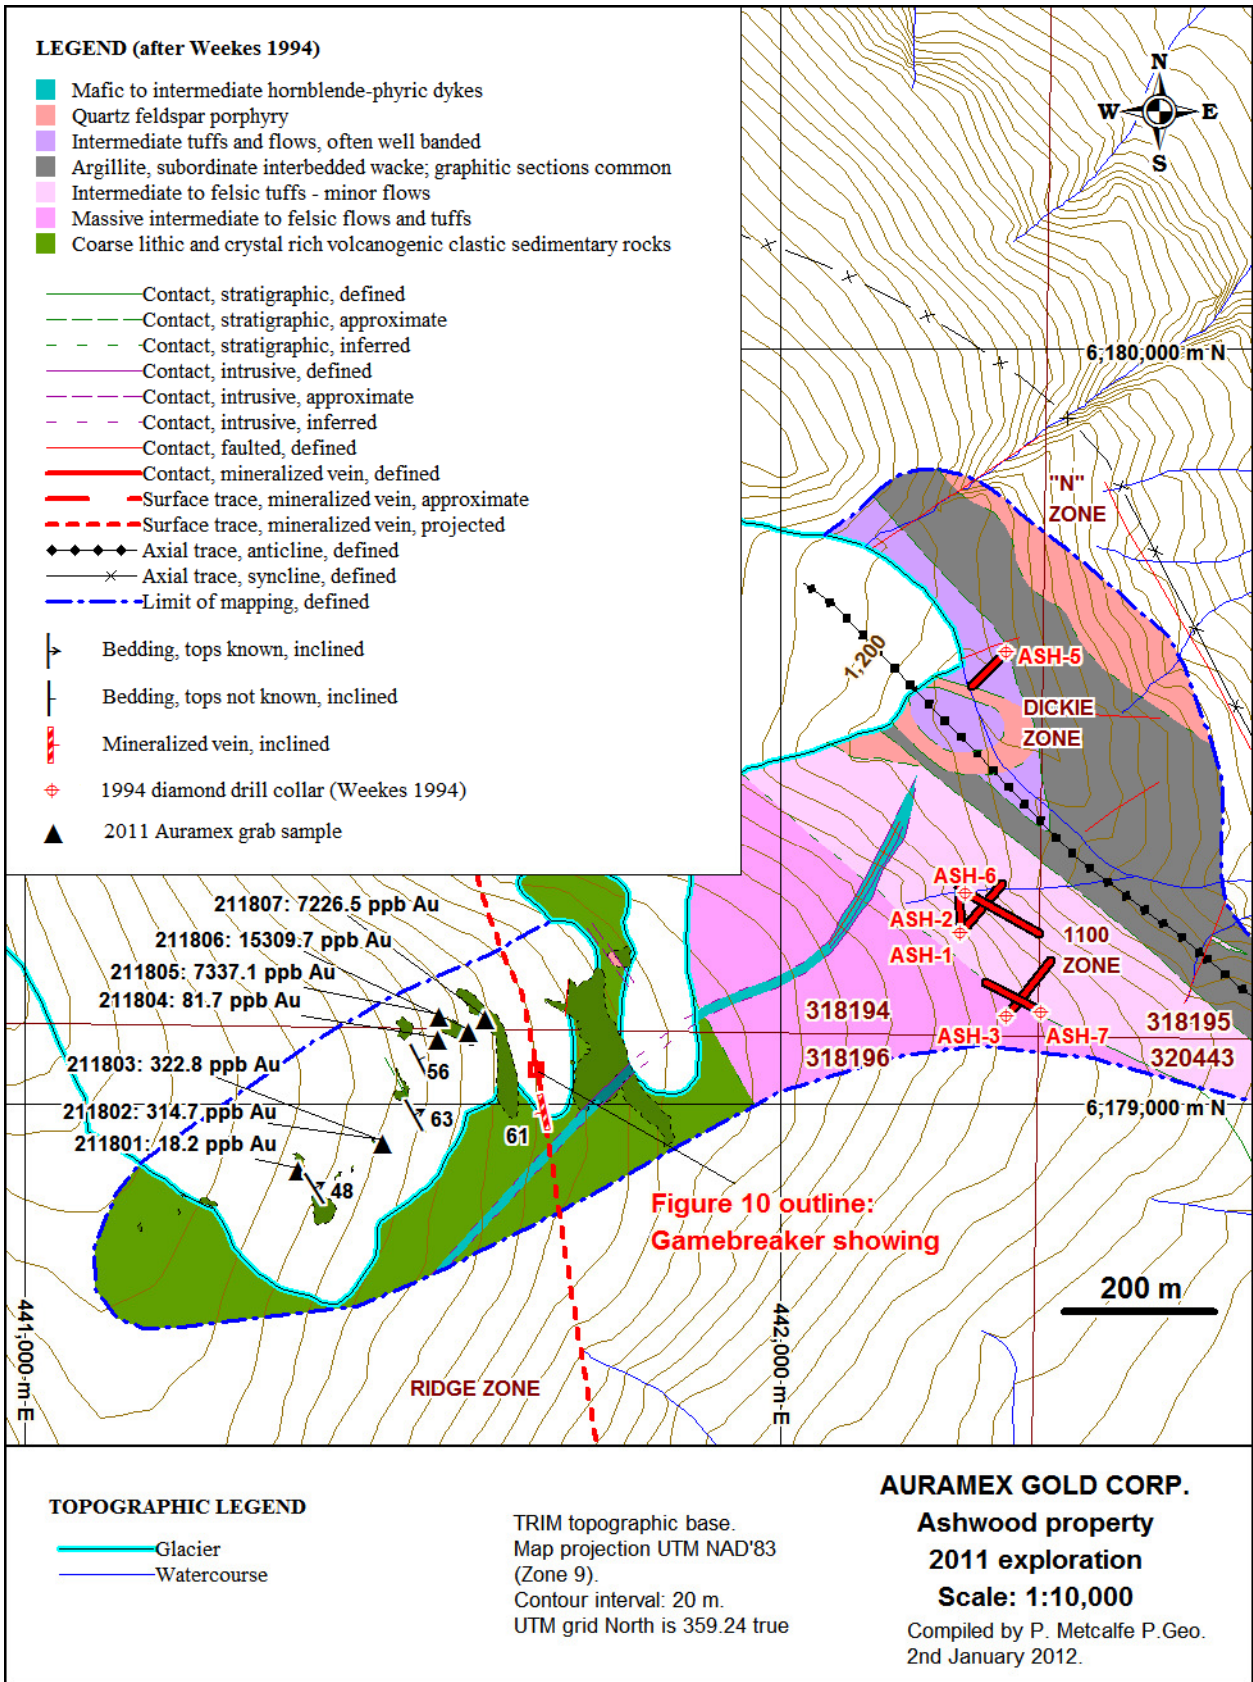 LEGEND (after Weekes 1994)
Mafic to intermediate hornblende-phyric dykes
Quartz feldspar porphyry
Intermediate tuffs and flows, often well banded
Argillite, subordinate interbedded wacke; graphitic sections common
Intermediate to felsic tuffs - minor flows
Massive intermediate to felsic flows and tuffs
Coarse lithic and crystal rich volcanogenic clastic sedimentary rocks
Contact, stratigraphic, defined
Contact, stratigraphic, approximate
Contact, stratigraphic, inferred
Contact, intrusive, defined
Contact, intrusive, approximate
Contact, intrusive, inferred
Contact, faulted, defined
Contact, mineralized vein, defined
Surface trace, mineralized vein, approximate
Surface trace, mineralized vein, projected
Axial trace, anticline, defined
Axial trace, syncline, defined
Limit of mapping, defined
Bedding, tops known, inclined
Bedding, tops not known, inclined
Mineralized vein, inclined
1994 diamond drill collar (Weekes 1994)
2011 Auramex grab sample
N
W
E
S
6,180,000 m N
"N"
ZONE
1,200
ASH-5
DICKIE
ZONE
ASH-6
ASH-2
ASH-1
1100
ZONE
318194
318195
ASH-3
ASH-7
318196
320443
6,179,000 m N
211807: 7226.5 ppb Au
211806: 15309.7 ppb Au
211805: 7337.1 ppb Au
211804: 81.7 ppb Au
211803: 322.8 ppb Au
211802: 314.7 ppb Au
211801: 18.2 ppb Au
56
63
61
48
Figure 10 outline:
Gamebreaker showing
200 m
441,000 m E
442,000 m E
RIDGE ZONE
TOPOGRAPHIC LEGEND
Glacier
Watercourse
TRIM topographic base.
Map projection UTM NAD'83
(Zone 9).
Contour interval: 20 m.
UTM grid North is 359.24 true
AURAMEX GOLD CORP.
Ashwood property
2011 exploration
Scale: 1:10,000
Compiled by P. Metcalfe P.Geo.
2nd January 2012.